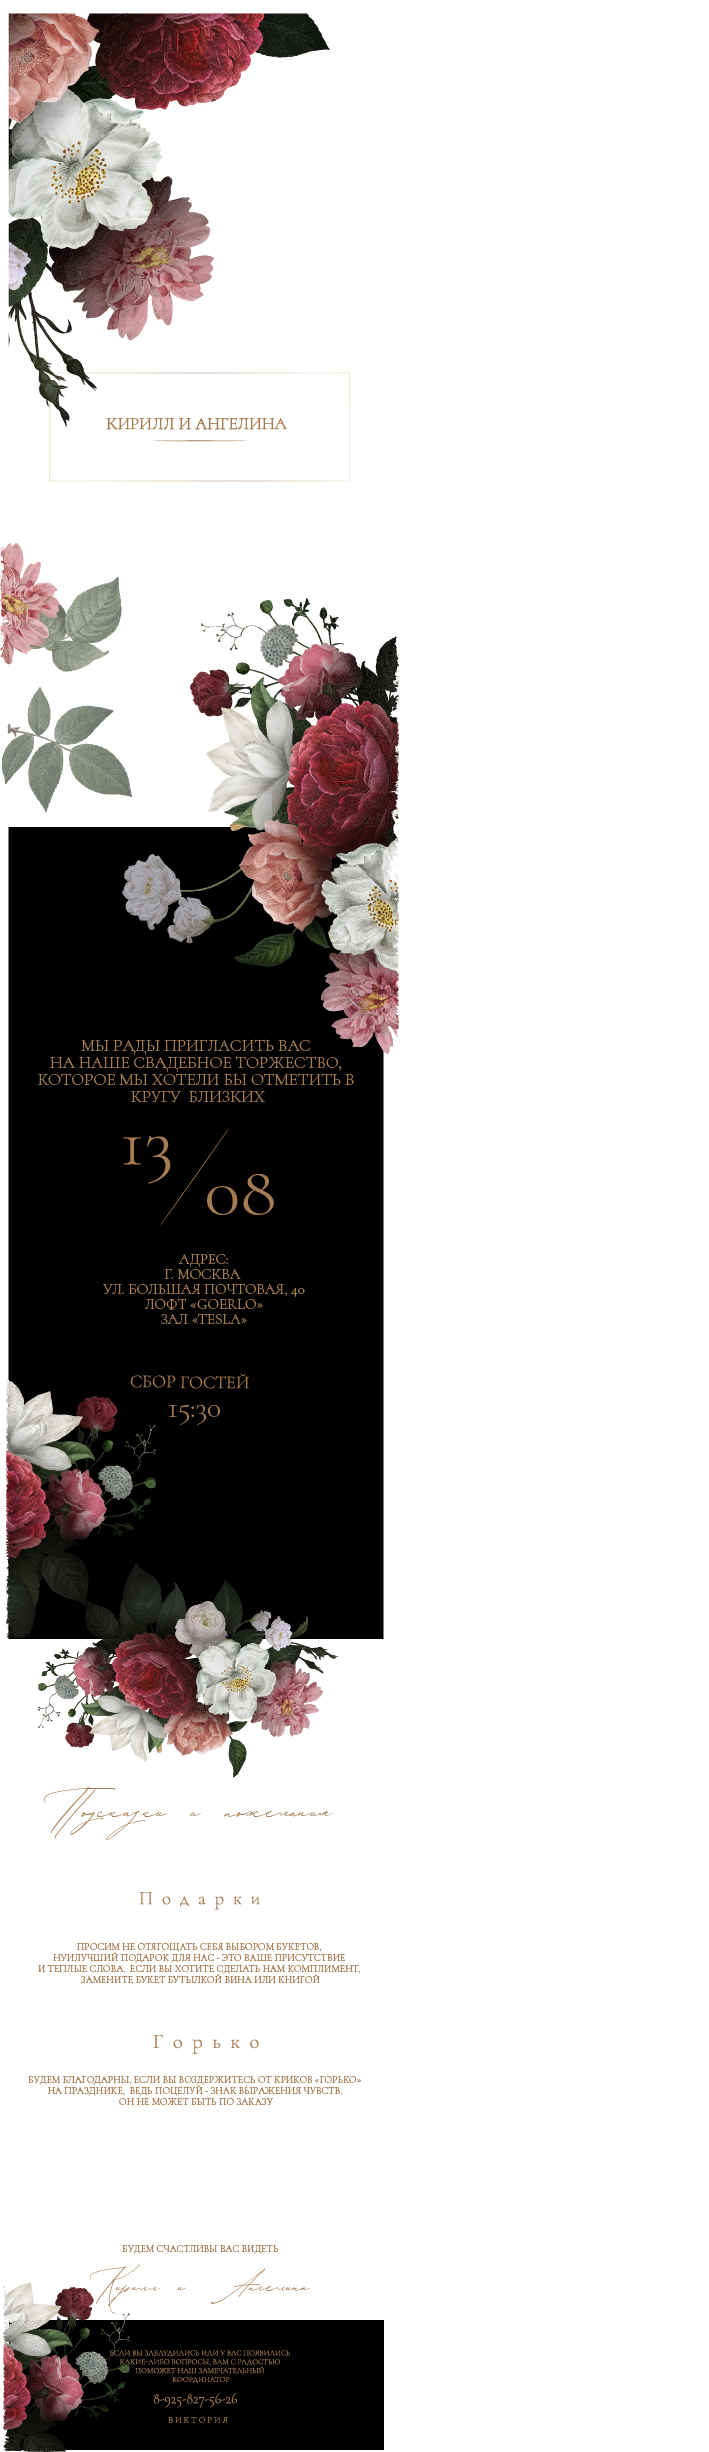 КИРИЛЛ И АНГЕЛИНА
МЫ РАДЫ ПРИГЛАСИТЬ ВАС
НА НАШЕ СВАДЕБНОЕ ТОРЖЕСТВО,
КОТОРОЕ МЫ ХОТЕЛИ БЫ ОТМЕТИТЬ В
КРУГУ БЛИЗКИХ
13
08
АДРЕС:
Г. МОСКВА
УЛ. БОЛЬШАЯ ПОЧТОВАЯ, 40
ЛОФТ «GOERLO»
ЗАЛ «TESLA»
СБОР ГОСТЕЙ
15:30
Подсказки и пожелания
Подарки
ПРОСИМ НЕ ОТЯГОЩАТЬ СЕБЯ ВЫБОРОМ БУКЕТОВ,
НУИЛУЧШИЙ ПОДАРОК ДЛЯ НАС - ЭТО ВАШЕ ПРИСУТСТВИЕ
И ТЕПЛЫЕ СЛОВА. ЕСЛИ ВЫ ХОТИТЕ СДЕЛАТЬ НАМ КОМПЛИМЕНТ,
ЗАМЕНИТЕ БУКЕТ БУТЫЛКОЙ ВИНА ИЛИ КНИГОЙ
Горько
БУДЕМ БЛАГОДАРНЫ, ЕСЛИ ВЫ ВОЗДЕРЖИТЕСЬ ОТ КРИКОВ «ГОРЬКО»
НА ПРАЗДНИКЕ, ВЕДЬ ПОЦЕЛУЙ - ЗНАК ВЫРАЖЕНИЯ ЧУВСТВ.
ОН НЕ МОЖЕТ БЫТЬ ПО ЗАКАЗУ
БУДЕМ СЧАСТЛИВЫ ВАС ВИДЕТЬ
Кирилл и Ангелина
ЕСЛИ ВЫ ЗАБЛУДИЛИСЬ ИЛИ У ВАС ПОЯВИЛИСЬ
КАКИЕ-ЛИБО ВОПРОСЫ, ВАМ С РАДОСТЬЮ
ПОМОЖЕТ НАШ ЗАМЕЧАТЕЛЬНЫЙ
КООРДИНАТОР
8-925-827-56-26
ВИКТОРИЯ